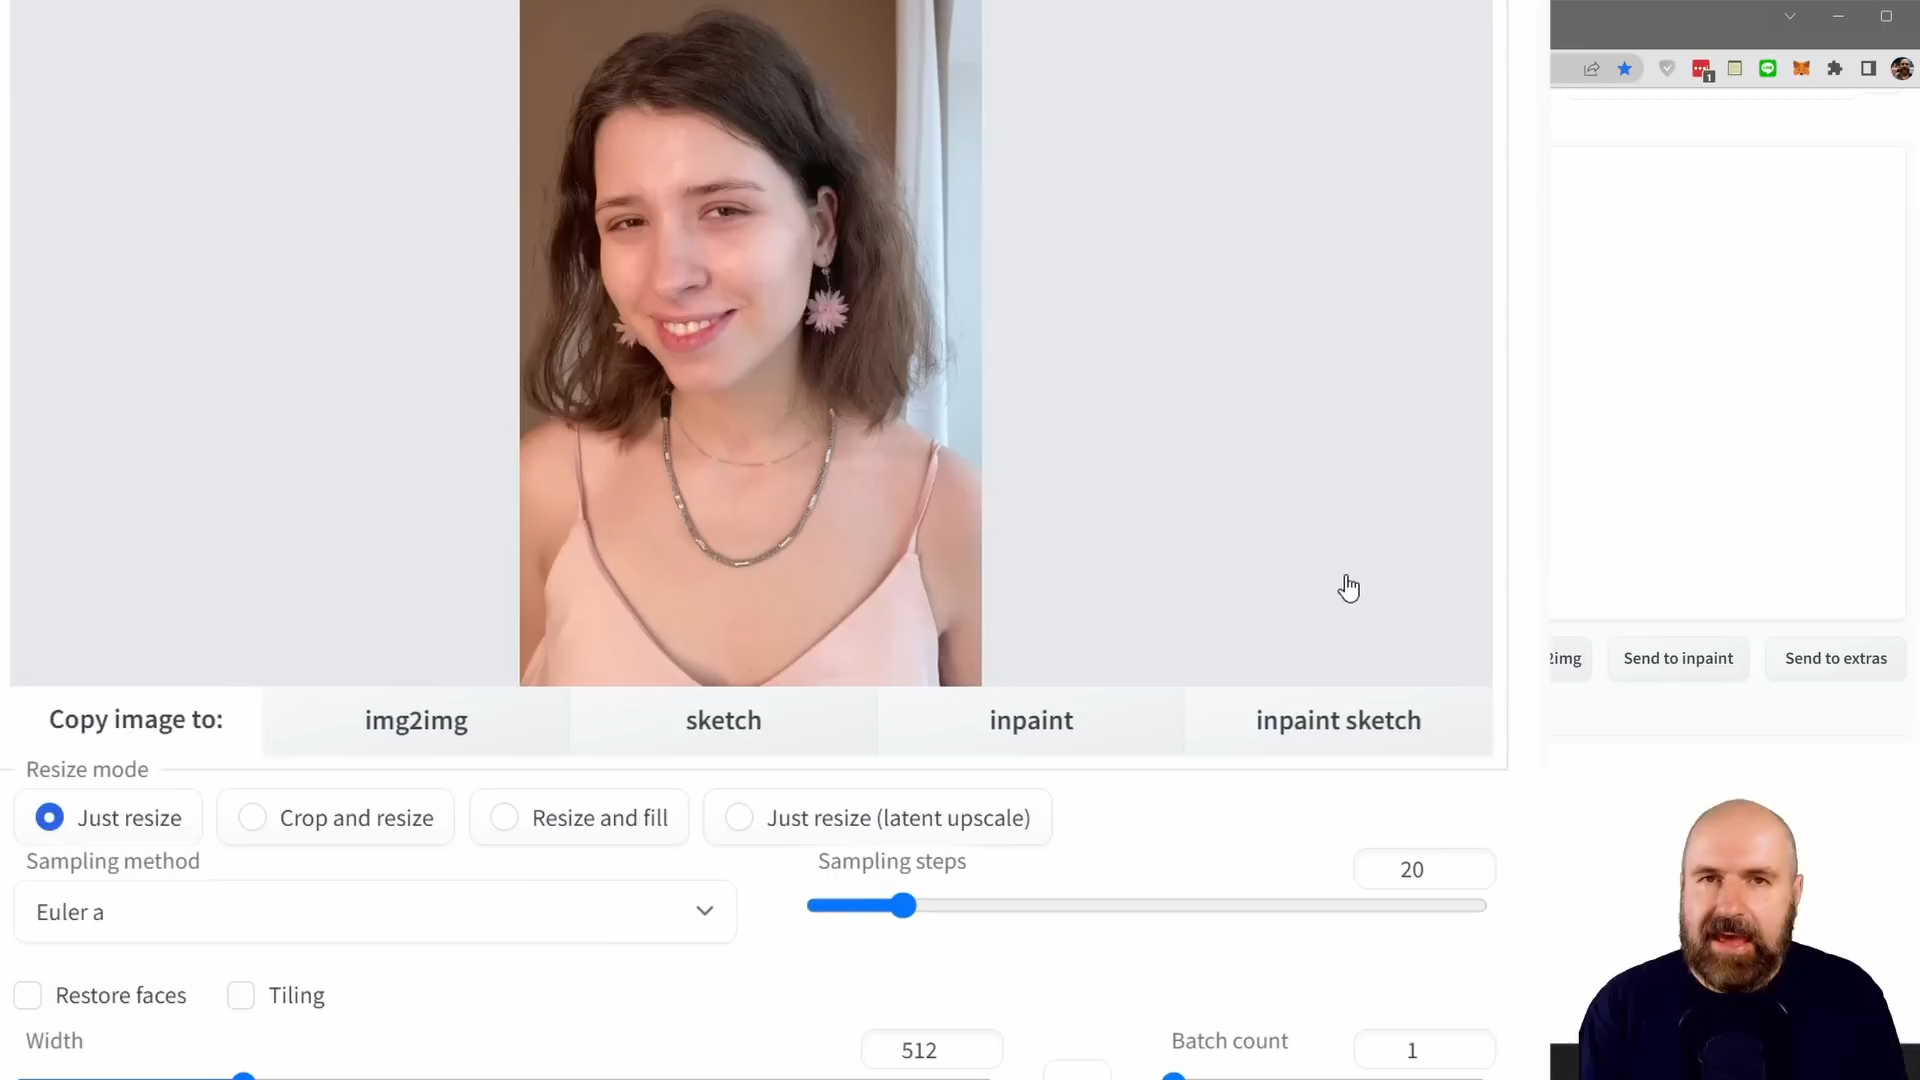 1
2img
Send to inpaint
Send to extras
Copy image to:
img2img
sketch
inpaint
inpaint sketch
Resize mode
Just resize
Crop and resize
Resize and fill
Just resize (latent upscale)
Sampling method
Sampling steps
20
Euler a
Restore faces
Tiling
Width
512
Batch count
1